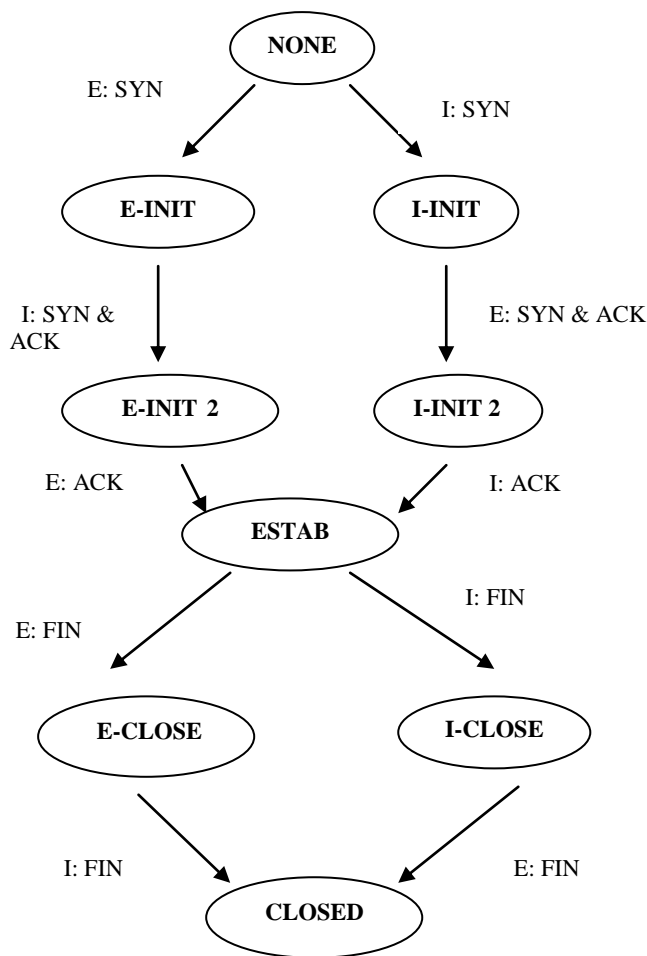 NONE
E: SYN
I: SYN
E-INIT
I-INIT
I: SYN &
ACK
E: SYN & ACK
E-INIT 2
I-INIT 2
E: ACK
I: ACK
ESTAB
I: FIN
E: FIN
E-CLOSE
I-CLOSE
I: FIN
E: FIN
CLOSED